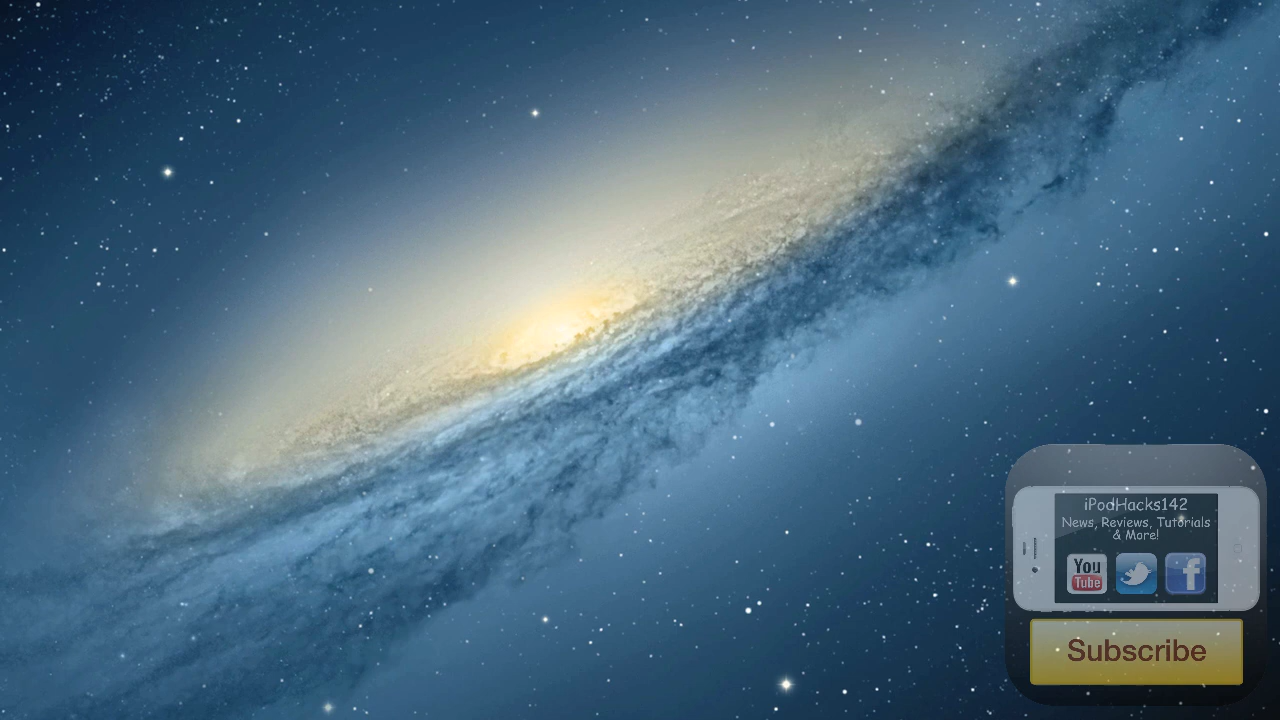 iPodHacks142
News, Reviews, Tutorials
& More!
You
Tube
Subscribe